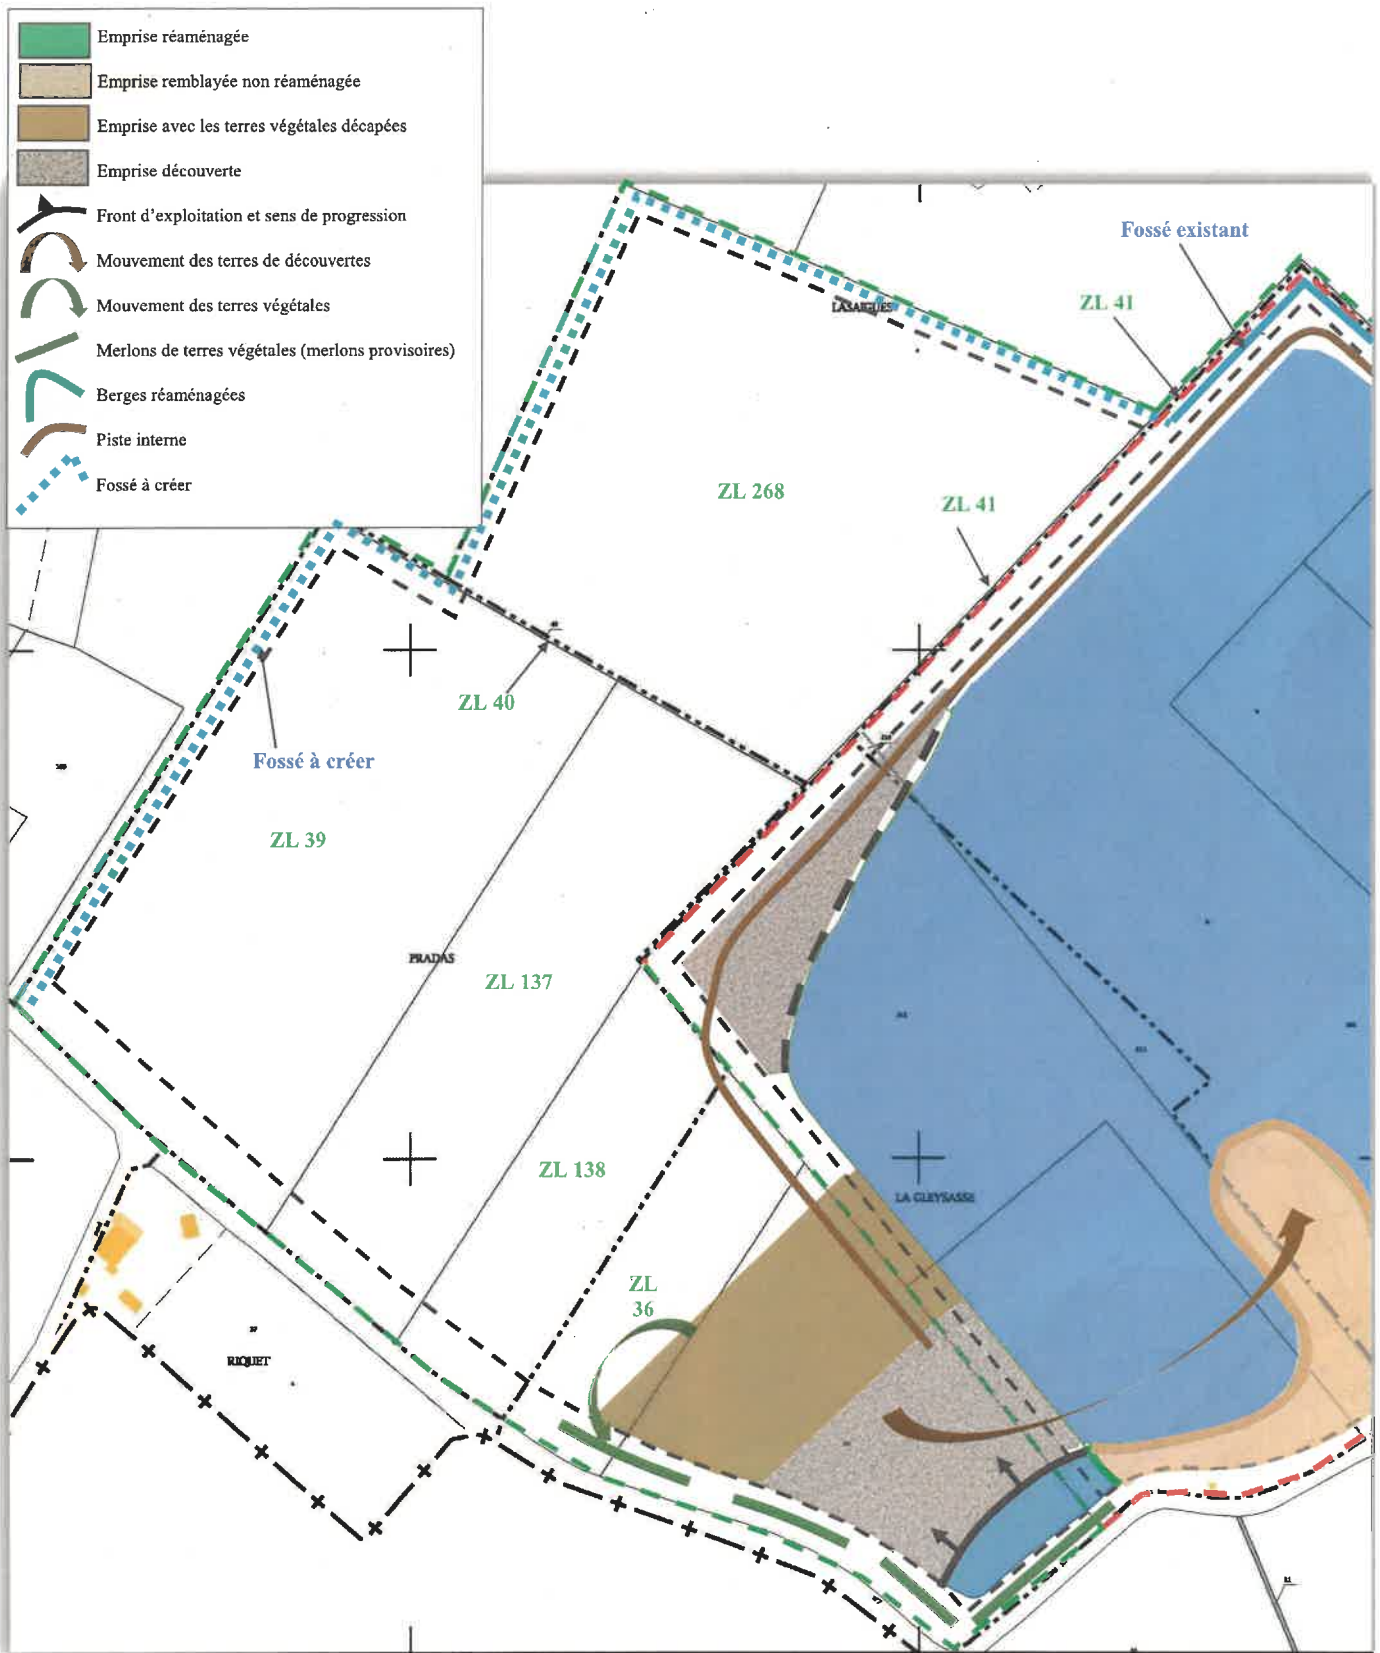 Emprise réaménagée
Emprise remblayée non réaménagée
Emprise avec les terres végétales décapées
Emprise découverte
Front d'exploitation et sens de progression
Mouvement des terres de découvertes
Mouvement des terres végétales
Merlons de terres végétales (merlons provisoires)
Berges réaménagées
Piste interne
Fossé à créer
Fossé existant
ZL 41
LASAIGUES
ZL 268
ZL 41
ZL 40
Fossé à créer
ZL 39
PRADAS
ZL 137
ZL 138
LA GLEYSASSE
ZL
36
RIQUET